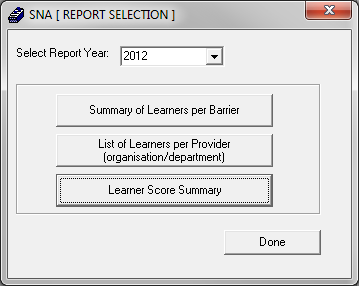 SNA [ REPORT SELECTION ]
Select Report Year: 2012
Summary of Learners per Barrier
List of Learners per Provider
(organisation/department)
Learner Score Summary
Done